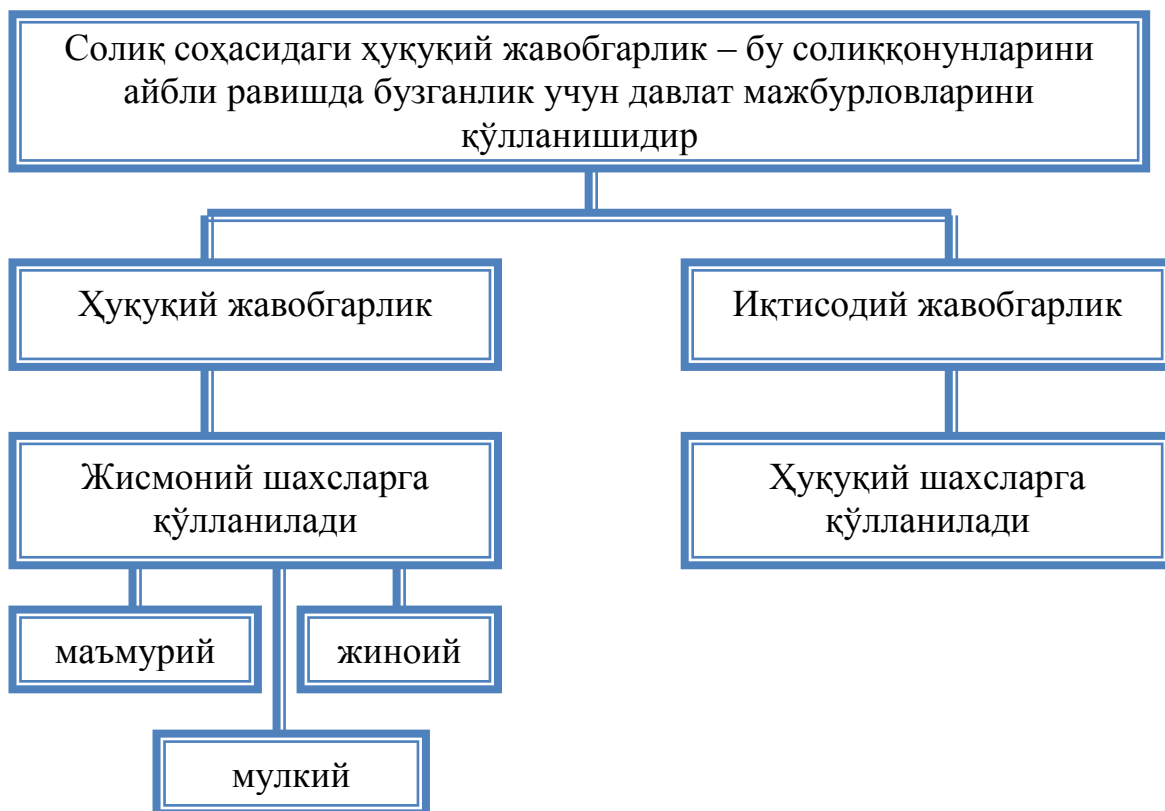 Солиқ соҳасидаги ҳуқуқий жавобгарлик – бу солиққонунларини
айбли равишда бузганлик учун давлат мажбурловларини
қўлланишидир
Ҳуқуқий жавобгарлик
Иқтисодий жавобгарлик
Жисмоний шахсларга
қўлланилади
Ҳуқуқий шахсларга
қўлланилади
маъмурий
жиноий
мулкий